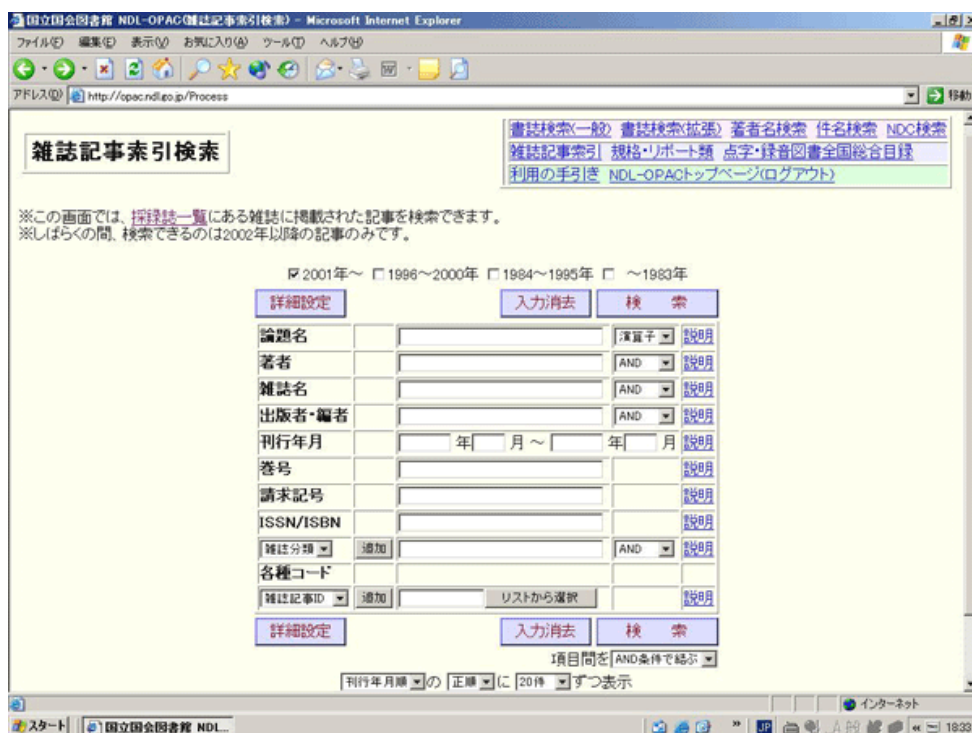 国立国会図書館 NDL-OPAC(雑誌記事索引検索) - Microsoft Internet Explorer
ファイル(F) 編集(E) 表示(V) お気に入り(A) ツール(T) ヘルプ(H)
アドレス(D) http://opac.ndl.go.jp/Process 移動
書誌検索(一般) 書誌検索(拡張) 著者名検索 件名検索 NDC検索
雑誌記事索引検索
雑誌記事索引 規格・リポート類 点字・録音図書全国総合目録
利用の手引き NDL-OPACトップページ(ログアウト)
※この画面では、採録誌一覧にある雑誌に掲載された記事を検索できます。
※しばらくの間、検索できるのは2002年以降の記事のみです。
2001年～ 1996～2000年 1984～1995年 ～1983年
詳細設定 入力消去 検 索
論題名 演算子 説明
著者 AND 説明
雑誌名 AND 説明
出版者・編者 AND 説明
刊行年月 年 月 ～ 年 月 説明
巻号 説明
請求記号 説明
ISSN/ISBN 説明
雑誌分類 追加 AND 説明
各種コード
雑誌記事ID 追加 リストから選択 説明
詳細設定 入力消去 検 索
項目間を AND条件で結ぶ
刊行年月順 の 正順 に 20件 ずつ表示
インターネット
スタート 国立国会図書館 NDL... JP A 般 18:33